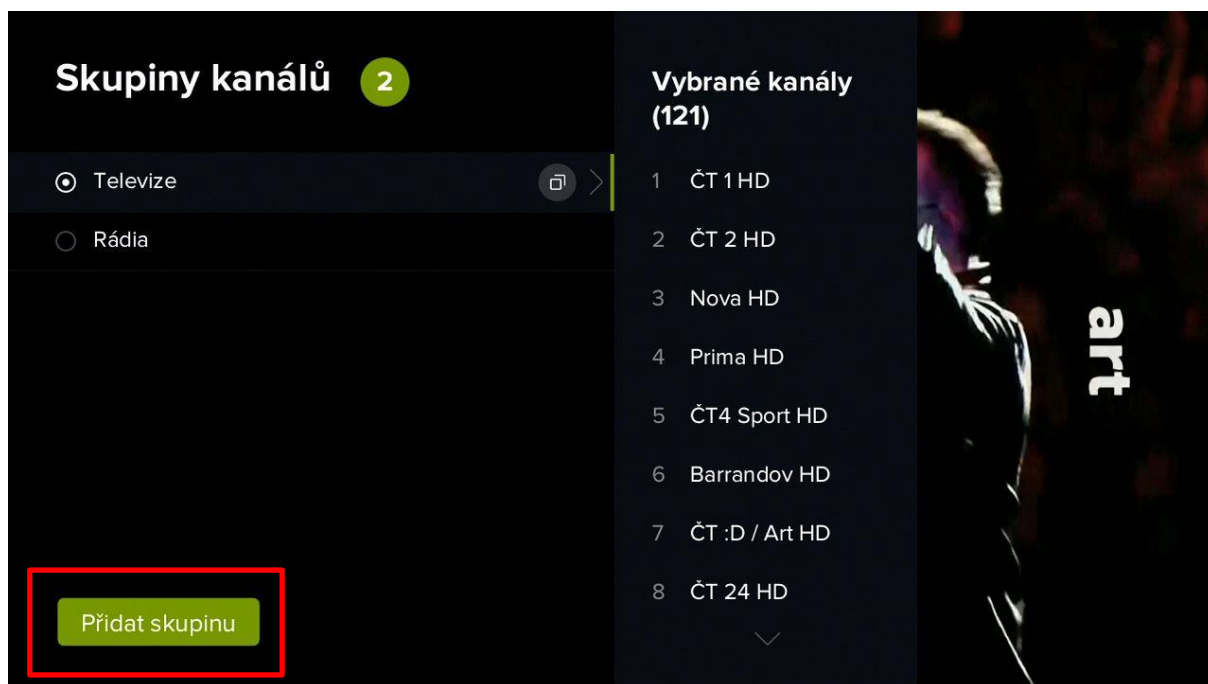 Skupiny kanálů 2
Televize
Rádia
Přidat skupinu
Vybrané kanály
(121)
1 ČT 1 HD
2 ČT 2 HD
3 Nova HD
4 Prima HD
5 ČT4 Sport HD
6 Barrandov HD
7 ČT :D / Art HD
8 ČT 24 HD
art